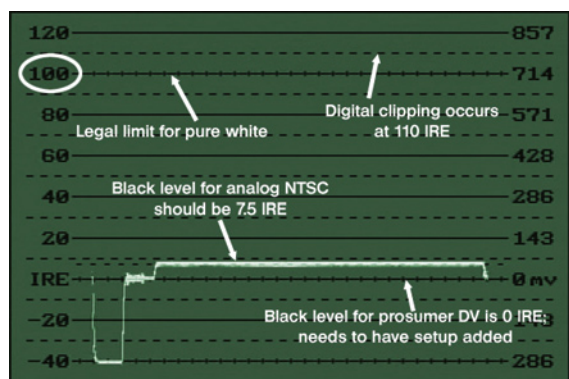 120 857
100 714
Digital clipping occurs
at 110 IRE
80 571
Legal limit for pure white
60 428
Black level for analog NTSC
should be 7.5 IRE
40 286
20 143
IRE 0 mv
Black level for prosumer DV is 0 IRE;
needs to have setup added
-20
-40 286